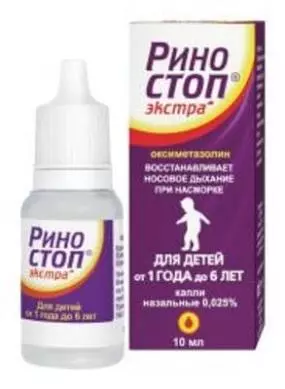 РИНО
СТОП®
экстра
оксиметазолин
ВОССТАНАВЛИВАЕТ
НОСОВОЕ ДЫХАНИЕ
ПРИ НАСМОРКЕ
ДЛЯ ДЕТЕЙ
от 1 ГОДА до 6 ЛЕТ
капли
назальные 0,025%
10 мл
РИНО
СТОП®
экстра
Для детей
от 1 года до 6 лет